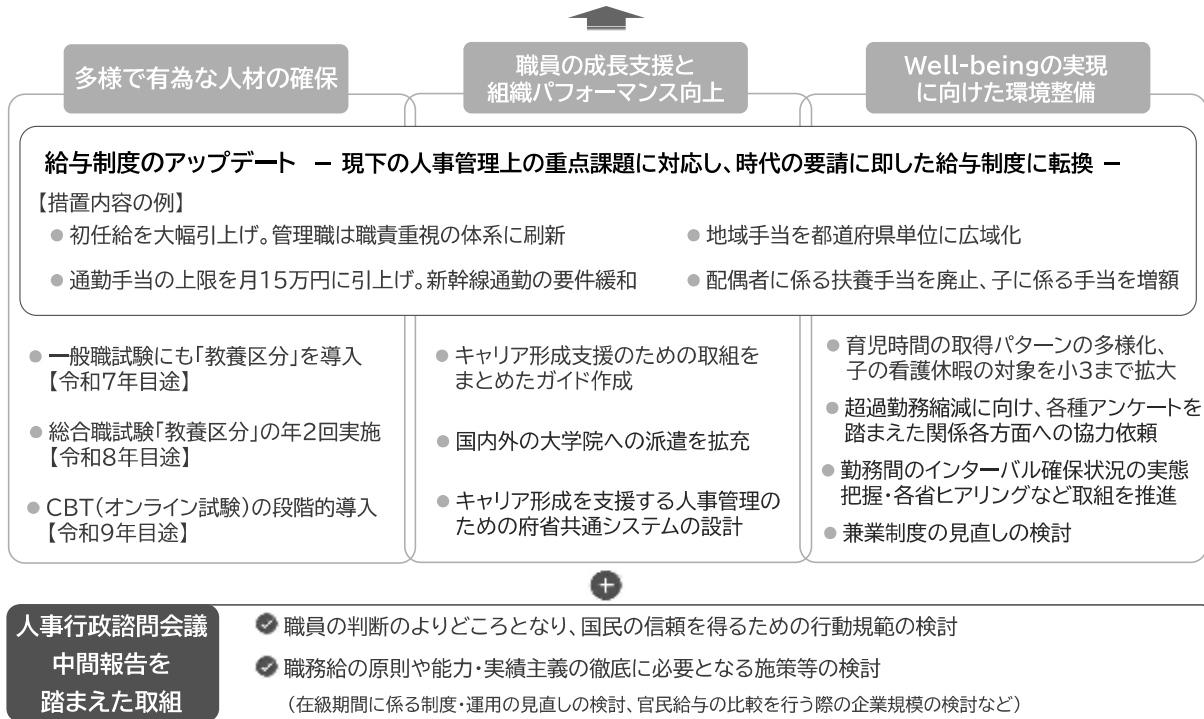 多様で有為な人材の確保
職員の成長支援と
組織パフォーマンス向上
Well-beingの実現
に向けた環境整備
給与制度のアップデート － 現下の人事管理上の重点課題に対応し、時代の要請に即した給与制度に転換 －
【措置内容の例】
● 初任給を大幅引上げ。管理職は職責重視の体系に刷新
● 地域手当を都道府県単位に広域化
● 通勤手当の上限を月15万円に引上げ。新幹線通勤の要件緩和
● 配偶者に係る扶養手当を廃止、子に係る手当を増額
● 一般職試験にも「教養区分」を導入
【令和7年目途】
● 総合職試験「教養区分」の年2回実施
【令和8年目途】
● CBT(オンライン試験)の段階的導入
【令和9年目途】
● キャリア形成支援のための取組を
まとめたガイド作成
● 国内外の大学院への派遣を拡充
● キャリア形成を支援する人事管理の
ための府省共通システムの設計
● 育児時間の取得パターンの多様化、
子の看護休暇の対象を小3まで拡大
● 超過勤務縮減に向け、各種アンケートを
踏まえた関係各方面への協力依頼
● 勤務間のインターバル確保状況の実態
把握・各省ヒアリングなど取組を推進
● 兼業制度の見直しの検討
+
人事行政諮問会議
中間報告を
踏まえた取組
職員の判断のよりどころとなり、国民の信頼を得るための行動規範の検討
職務給の原則や能力・実績主義の徹底に必要となる施策等の検討
（在級期間に係る制度・運用の見直しの検討、官民給与の比較を行う際の企業規模の検討など）